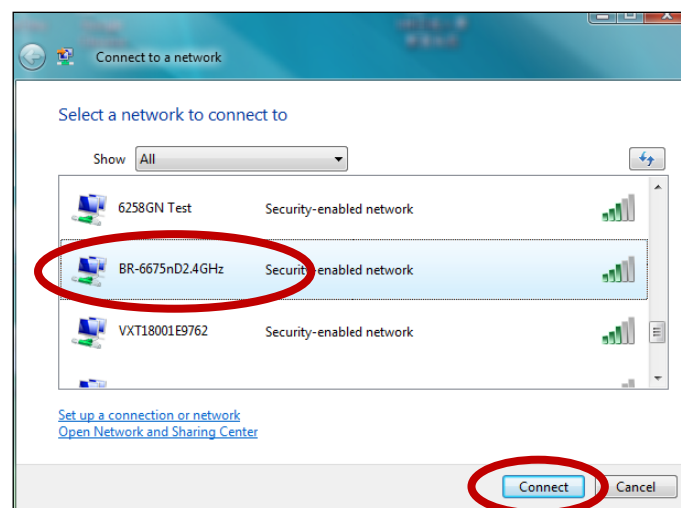 Connect to a network
Select a network to connect to
Show All
6258GN Test Security-enabled network
BR-6675nD2.4GHz Security-enabled network
VXT18001E9762 Security-enabled network
Set up a connection or network
Open Network and Sharing Center
Connect Cancel